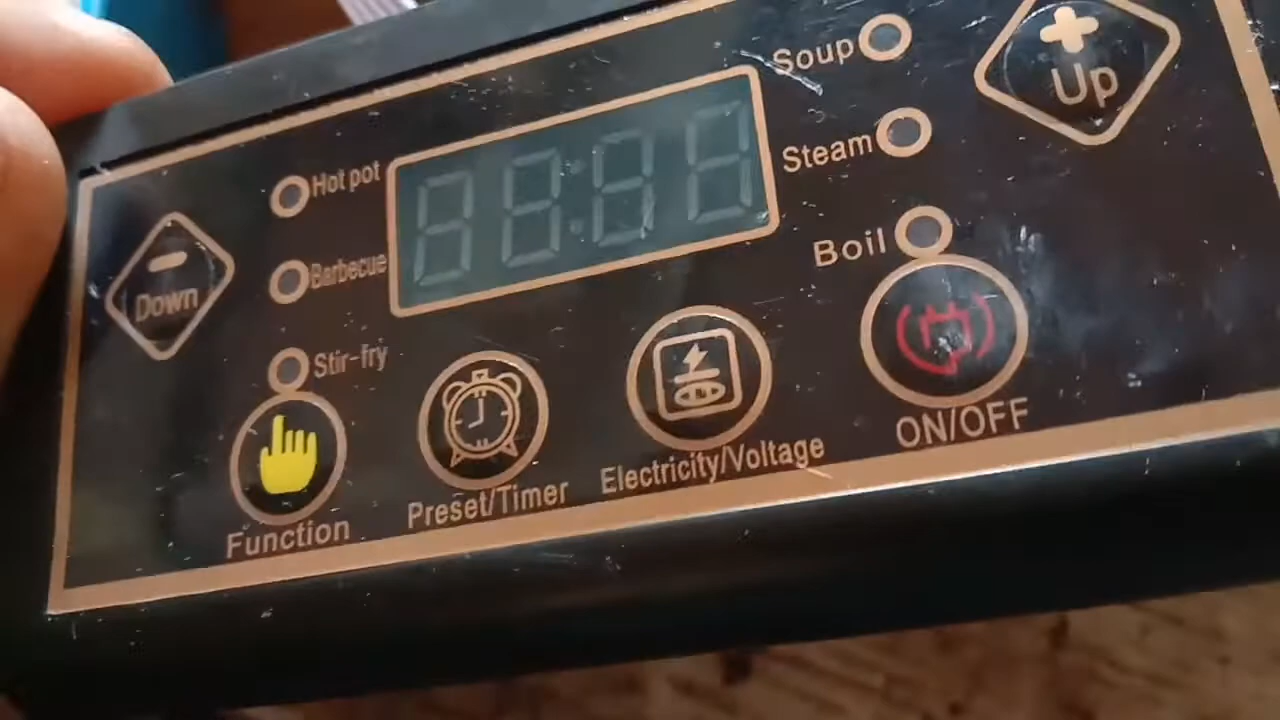 Soup
Up
Hot pot
Steam
Down
Barbecue
Boil
Stir-fry
Function
Preset/Timer
Electricity/Voltage
ON/OFF